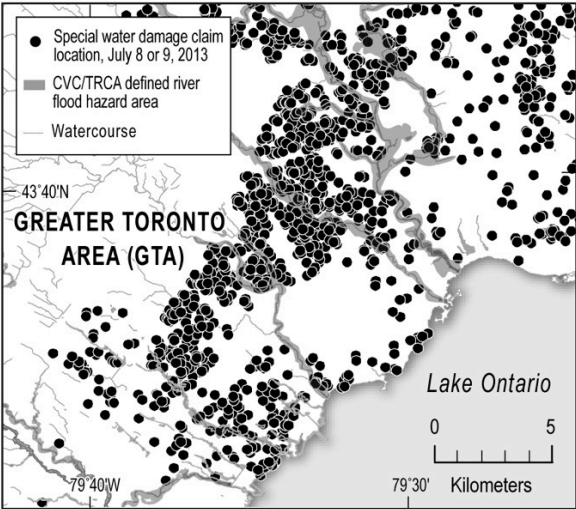 Special water damage claim
location, July 8 or 9, 2013
CVC/TRCA defined river
flood hazard area
Watercourse
43°40'N
GREATER TORONTO
AREA (GTA)
Lake Ontario
0 5
Kilometers
79°40'W
79°30'